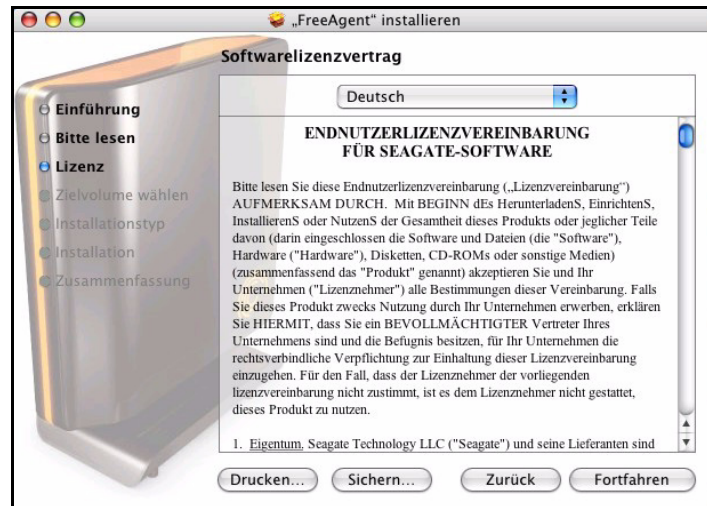 „FreeAgent“ installieren
Softwarelizenzvertrag
Einführung
Bitte lesen
Lizenz
Zielvolume wählen
Installationstyp
Installation
Zusammenfassung
Deutsch
ENDNUTZERLIZENZVEREINBARUNG
FÜR SEAGATE-SOFTWARE
Bitte lesen Sie diese Endnutzerlizenzvereinbarung („Lizenzvereinbarung“)
AUFMERKSAM DURCH. Mit BEGINN dEs HerunterladenS, EinrichtenS,
InstallierenS oder NutzenS der Gesamtheit dieses Produkts oder jeglicher Teile
davon (darin eingeschlossen die Software und Dateien (die "Software"),
Hardware ("Hardware"), Disketten, CD-ROMs oder sonstige Medien)
(zusammenfassend das "Produkt" genannt) akzeptieren Sie und Ihr
Unternehmen ("Lizenznehmer") alle Bestimmungen dieser Vereinbarung. Falls
Sie dieses Produkt zwecks Nutzung durch Ihr Unternehmen erwerben, erklären
Sie HIERMIT, dass Sie ein BEVOLLMÄCHTIGTER Vertreter Ihres
Unternehmens sind und die Befugnis besitzen, für Ihr Unternehmen die
rechtsverbindliche Verpflichtung zur Einhaltung dieser Lizenzvereinbarung
einzugehen. Für den Fall, dass der Lizenznehmer der vorliegenden
lizenzvereinbarung nicht zustimmt, ist es dem Lizenznehmer nicht gestattet,
dieses Produkt zu nutzen.
1. Eigentum. Seagate Technology LLC ("Seagate") und seine Lieferanten sind
Drucken... Sichern... Zurück Fortfahren